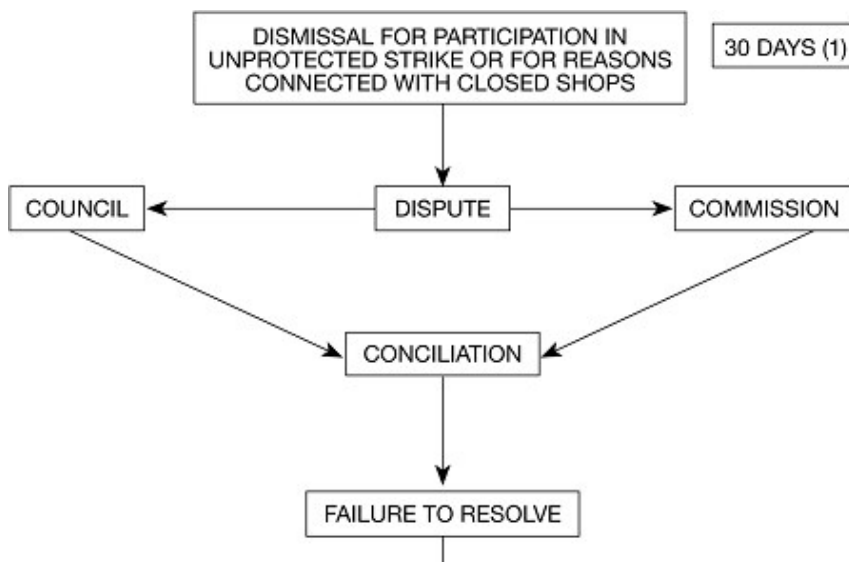 DISMISSAL FOR PARTICIPATION IN
UNPROTECTED STRIKE OR FOR REASONS
CONNECTED WITH CLOSED SHOPS
30 DAYS (1)
COUNCIL
DISPUTE
COMMISSION
CONCILIATION
FAILURE TO RESOLVE